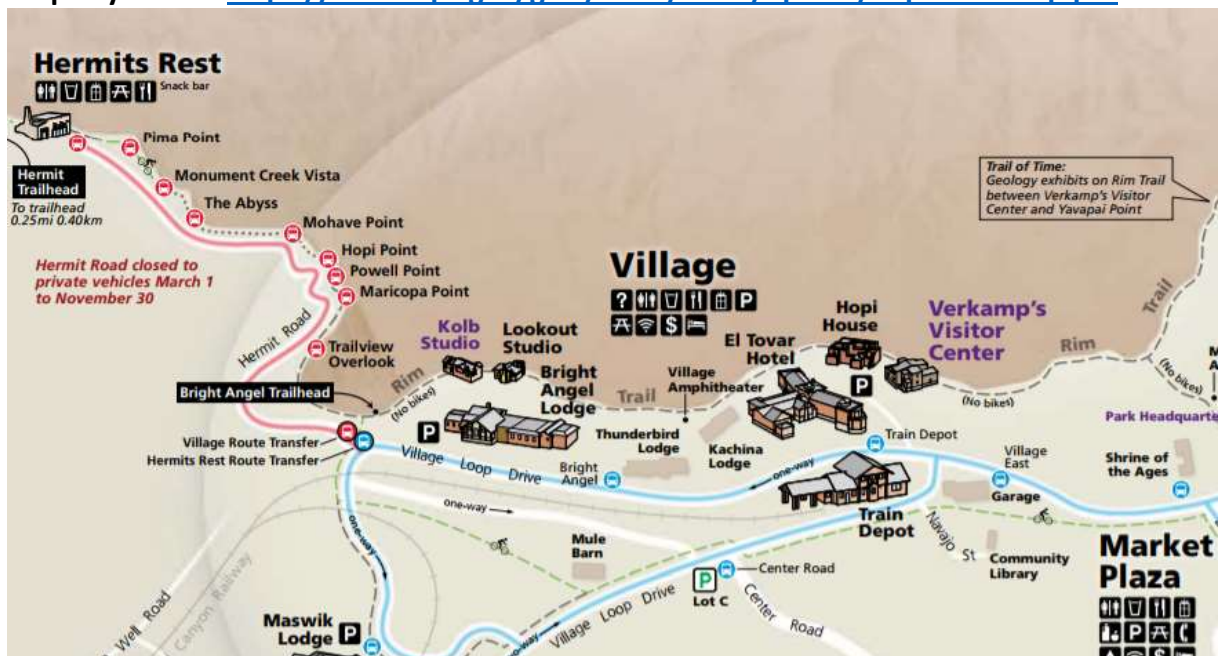 Hermits Rest
Snack bar
Pima Point
Monument Creek Vista
The Abyss
Mohave Point
Hopi Point
Powell Point
Maricopa Point
Hermit
Trailhead
To trailhead
0.25mi 0.40km
Hermit Road closed to
private vehicles March 1
to November 30
Hermit Road
Trailview
Overlook
Bright Angel Trailhead
Village Route Transfer
Hermits Rest Route Transfer
Trail of Time:
Geology exhibits on Rim Trail
between Verkamp's Visitor
Center and Yavapai Point
Village
? P
$
Kolb
Studio
Lookout
Studio
Bright
Angel
Lodge
Rim
(No bikes)
Trail
Village
Amphitheater
El Tovar
Hotel
Hopi
House
Verkamp's
Visitor
Center
P
(No bikes)
Rim
Trail
(No bikes)
Park Headquarte
P
Thunderbird
Lodge
Kachina
Lodge
Train Depot
Village Loop Drive
Bright
Angel
one-way
Train
Depot
Village
East
Garage
Shrine of
the Ages
one-way
one-way
Mule
Barn
Navajo St
Community
Library
Market
Plaza
P
$
P
Lot C
Center Road
Center Road
Village Loop Drive
one-way
Maswik
Lodge
P
Well Road
Canyon Railway